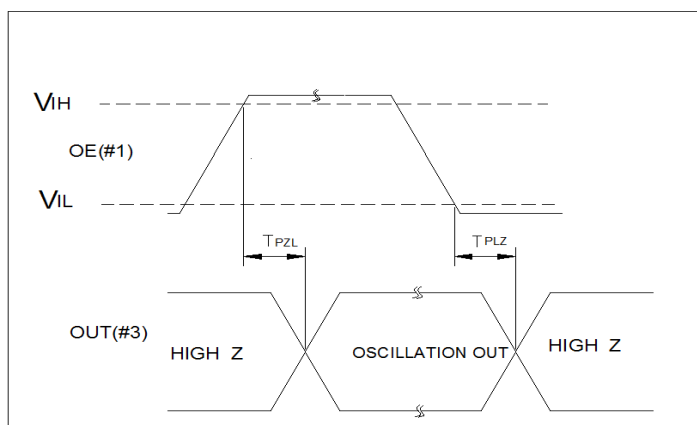 VIH
OE(#1)
VIL
TPZL
TPLZ
OUT(#3)
HIGH Z
OSCILLATION OUT
HIGH Z